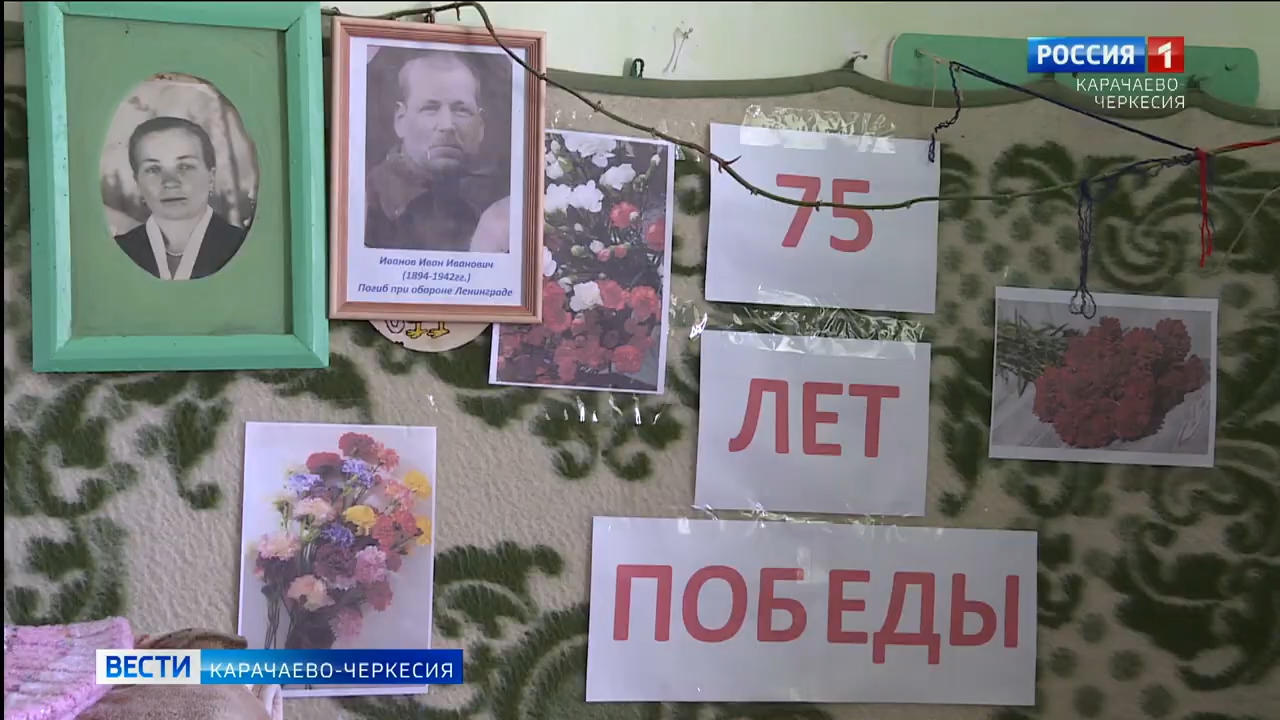 РОССИЯ 1
КАРАЧАЕВО
ЧЕРКЕСИЯ
Иванов Иван Иванович
(1894-1942гг.)
Погиб при обороне Ленинграде
75
ЛЕТ
ПОБЕДЫ
ВЕСТИ КАРАЧАЕВО-ЧЕРКЕСИЯ